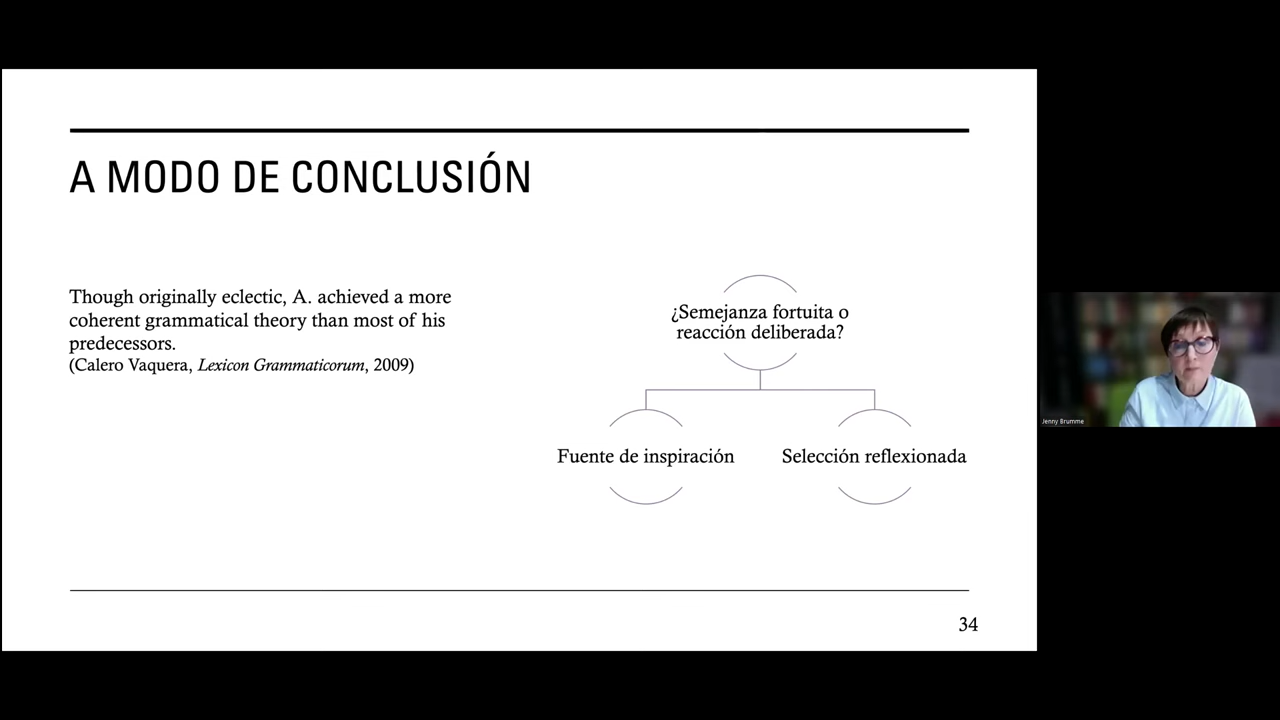 A MODO DE CONCLUSIÓN
Though originally eclectic, A. achieved a more
coherent grammatical theory than most of his
predecessors.
(Calero Vaquera, Lexicon Grammaticorum, 2009)
¿Semejanza fortuita o
reacción deliberada?
Fuente de inspiración
Selección reflexionada
34
Jenny Brumme